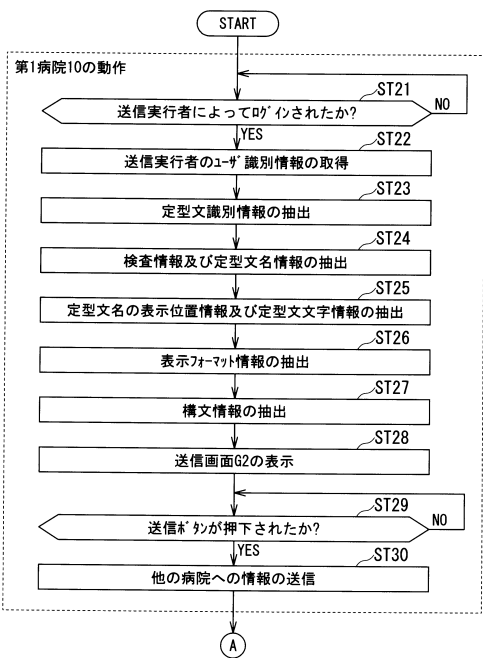 START
第1病院10の動作
ST21
送信実行者によってログインされたか?
NO
YES
ST22
送信実行者のユーザ識別情報の取得
ST23
定型文識別情報の抽出
ST24
検査情報及び定型文名情報の抽出
ST25
定型文名の表示位置情報及び定型文文字情報の抽出
ST26
表示フォーマット情報の抽出
ST27
構文情報の抽出
ST28
送信画面G2の表示
ST29
送信ボタンが押下されたか?
NO
YES
ST30
他の病院への情報の送信
A